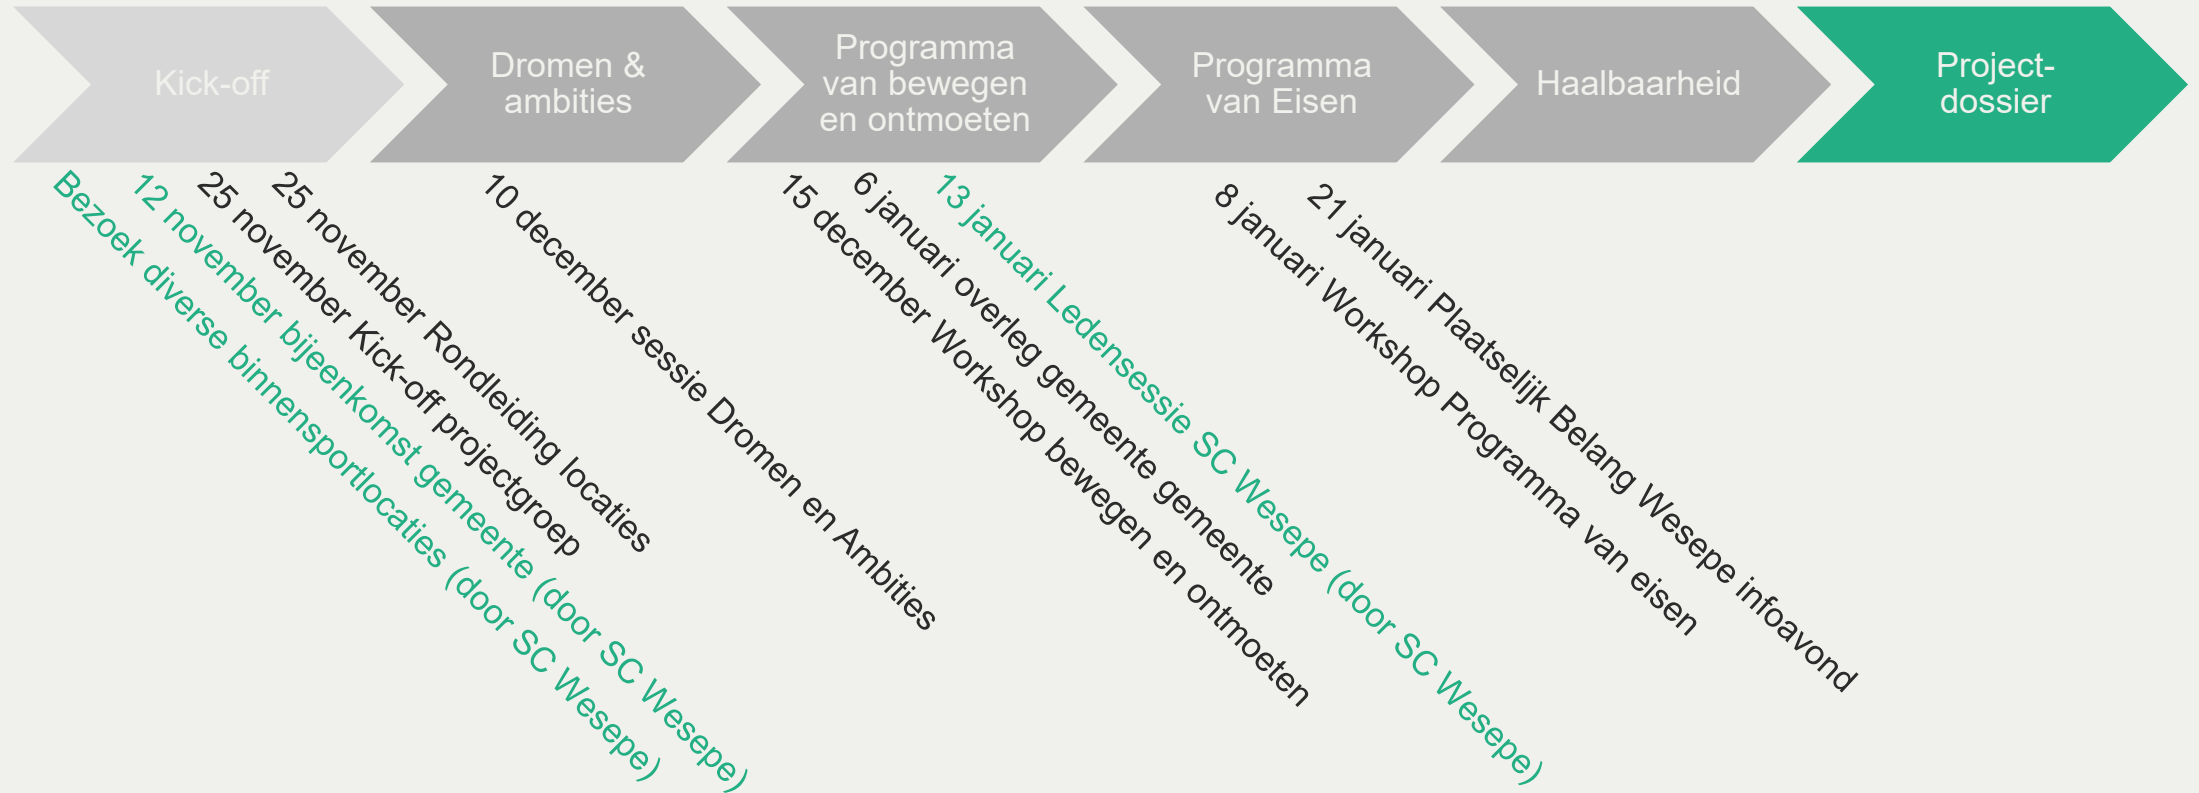 Kick-off
Dromen &
ambities
Programma
van bewegen
en ontmoeten
Programma
van Eisen
Haalbaarheid
Project-
dossier
Bezoek diverse binnensportlocaties (door SC Wesepe)
12 november bijeenkomst gemeente (door SC Wesepe)
25 november Kick-off projectgroep
25 november Rondleiding locaties
10 december sessie Dromen en Ambities
15 december Workshop bewegen en ontmoeten
6 januari overleg gemeente gemeente
13 januari Ledensessie SC Wesepe (door SC Wesepe)
8 januari Workshop Programma van eisen
21 januari Plaatselijk Belang Wesepe infoavond